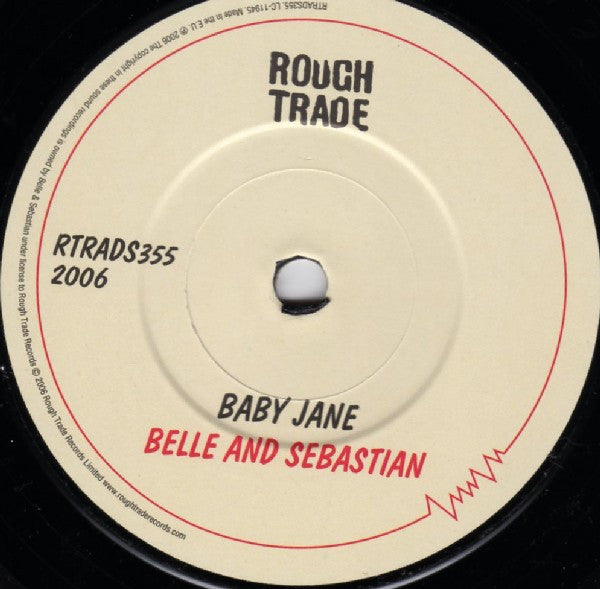 ROUGH
TRADE
RTRADS355
2006
BABY JANE
BELLE AND SEBASTIAN
RTRADS355. LC-11945. Made in the E.U. ℗ 2006 The copyright in these sound recordings is owned by Belle & Sebastian under license to Rough Trade Records © 2006 Rough Trade Records Limited www.roughtraderecords.com